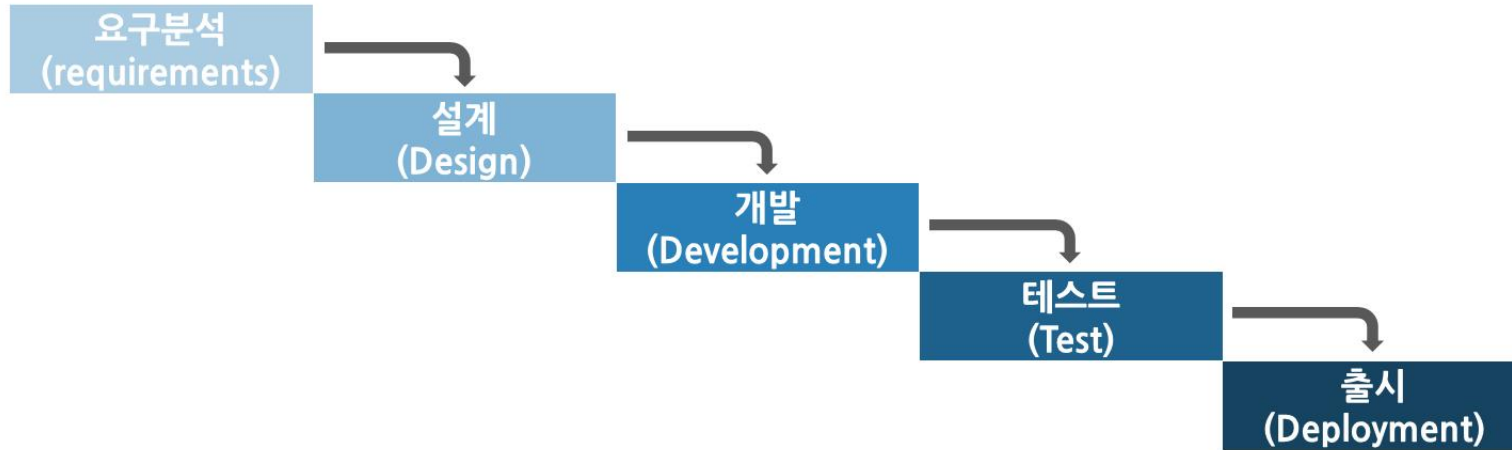 요구분석
(requirements)
설계
(Design)
개발
(Development)
테스트
(Test)
출시
(Deployment)